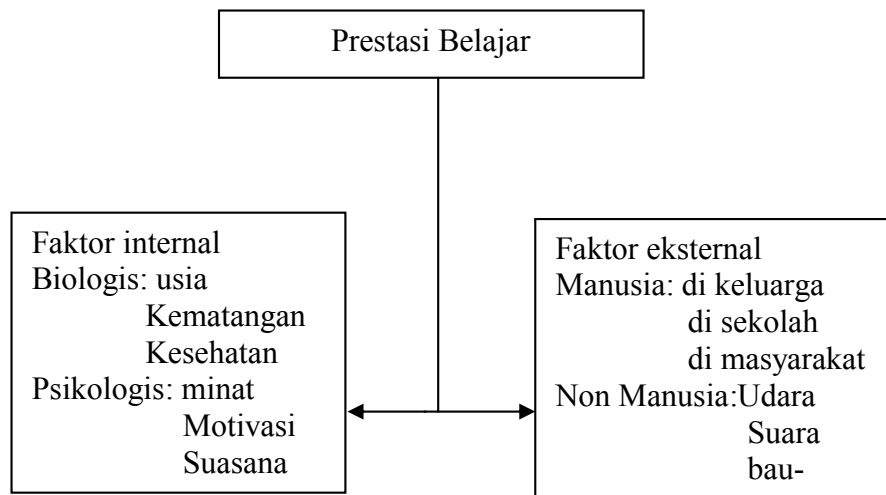 Prestasi Belajar
Faktor internal
Biologis: usia
Kematangan
Kesehatan
Psikologis: minat
Motivasi
Suasana
Faktor eksternal
Manusia: di keluarga
di sekolah
di masyarakat
Non Manusia:Udara
Suara
bau-